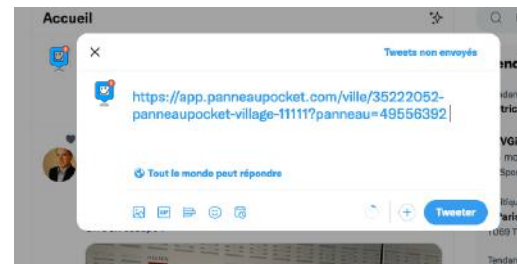 Accueil
Tweets non envoyés
https://app.panneaupocket.com/ville/35222052-
panneaupocket-village-11111?panneau=49556392
Tout le monde peut répondre
GIF
Tweeter